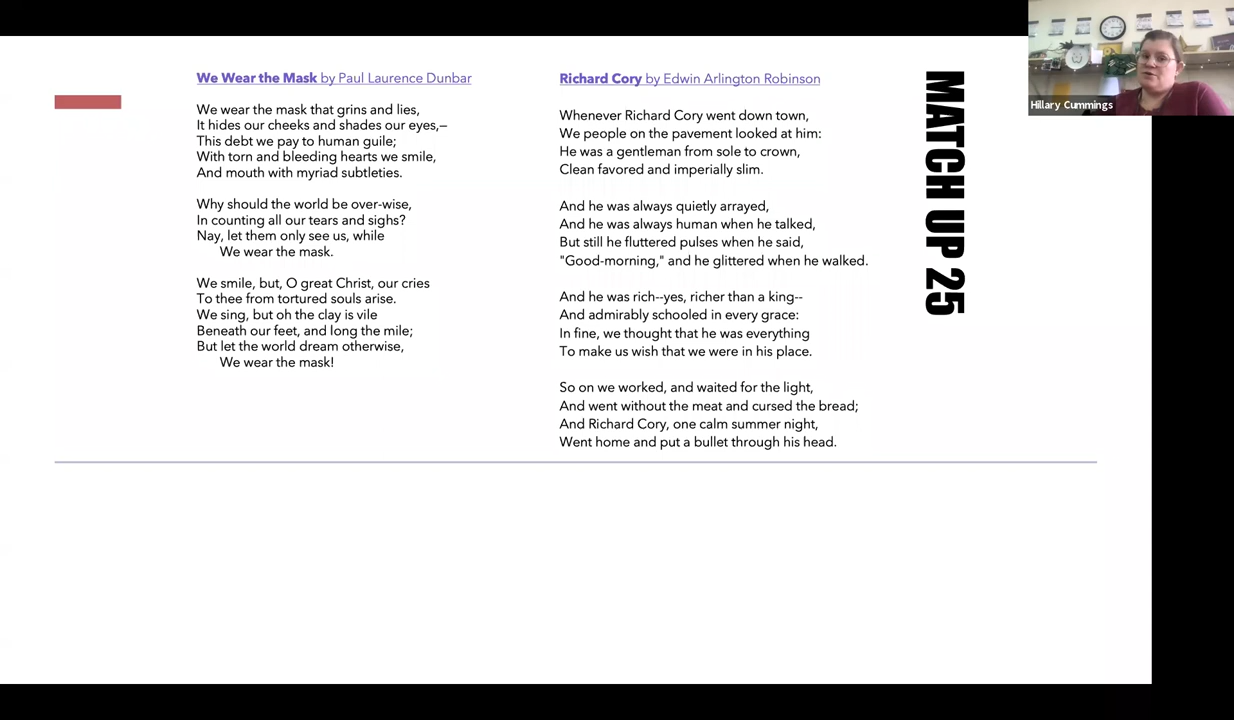 We Wear the Mask by Paul Laurence Dunbar
We wear the mask that grins and lies,
It hides our cheeks and shades our eyes,—
This debt we pay to human guile;
With torn and bleeding hearts we smile,
And mouth with myriad subtleties.
Why should the world be over-wise,
In counting all our tears and sighs?
Nay, let them only see us, while
We wear the mask.
We smile, but, O great Christ, our cries
To thee from tortured souls arise.
We sing, but oh the clay is vile
Beneath our feet, and long the mile;
But let the world dream otherwise,
We wear the mask!
Richard Cory by Edwin Arlington Robinson
Whenever Richard Cory went down town,
We people on the pavement looked at him:
He was a gentleman from sole to crown,
Clean favored and imperially slim.
And he was always quietly arrayed,
And he was always human when he talked,
But still he fluttered pulses when he said,
"Good-morning," and he glittered when he walked.
And he was rich--yes, richer than a king--
And admirably schooled in every grace:
In fine, we thought that he was everything
To make us wish that we were in his place.
So on we worked, and waited for the light,
And went without the meat and cursed the bread;
And Richard Cory, one calm summer night,
Went home and put a bullet through his head.
MATCH UP 25
Hillary Cummings